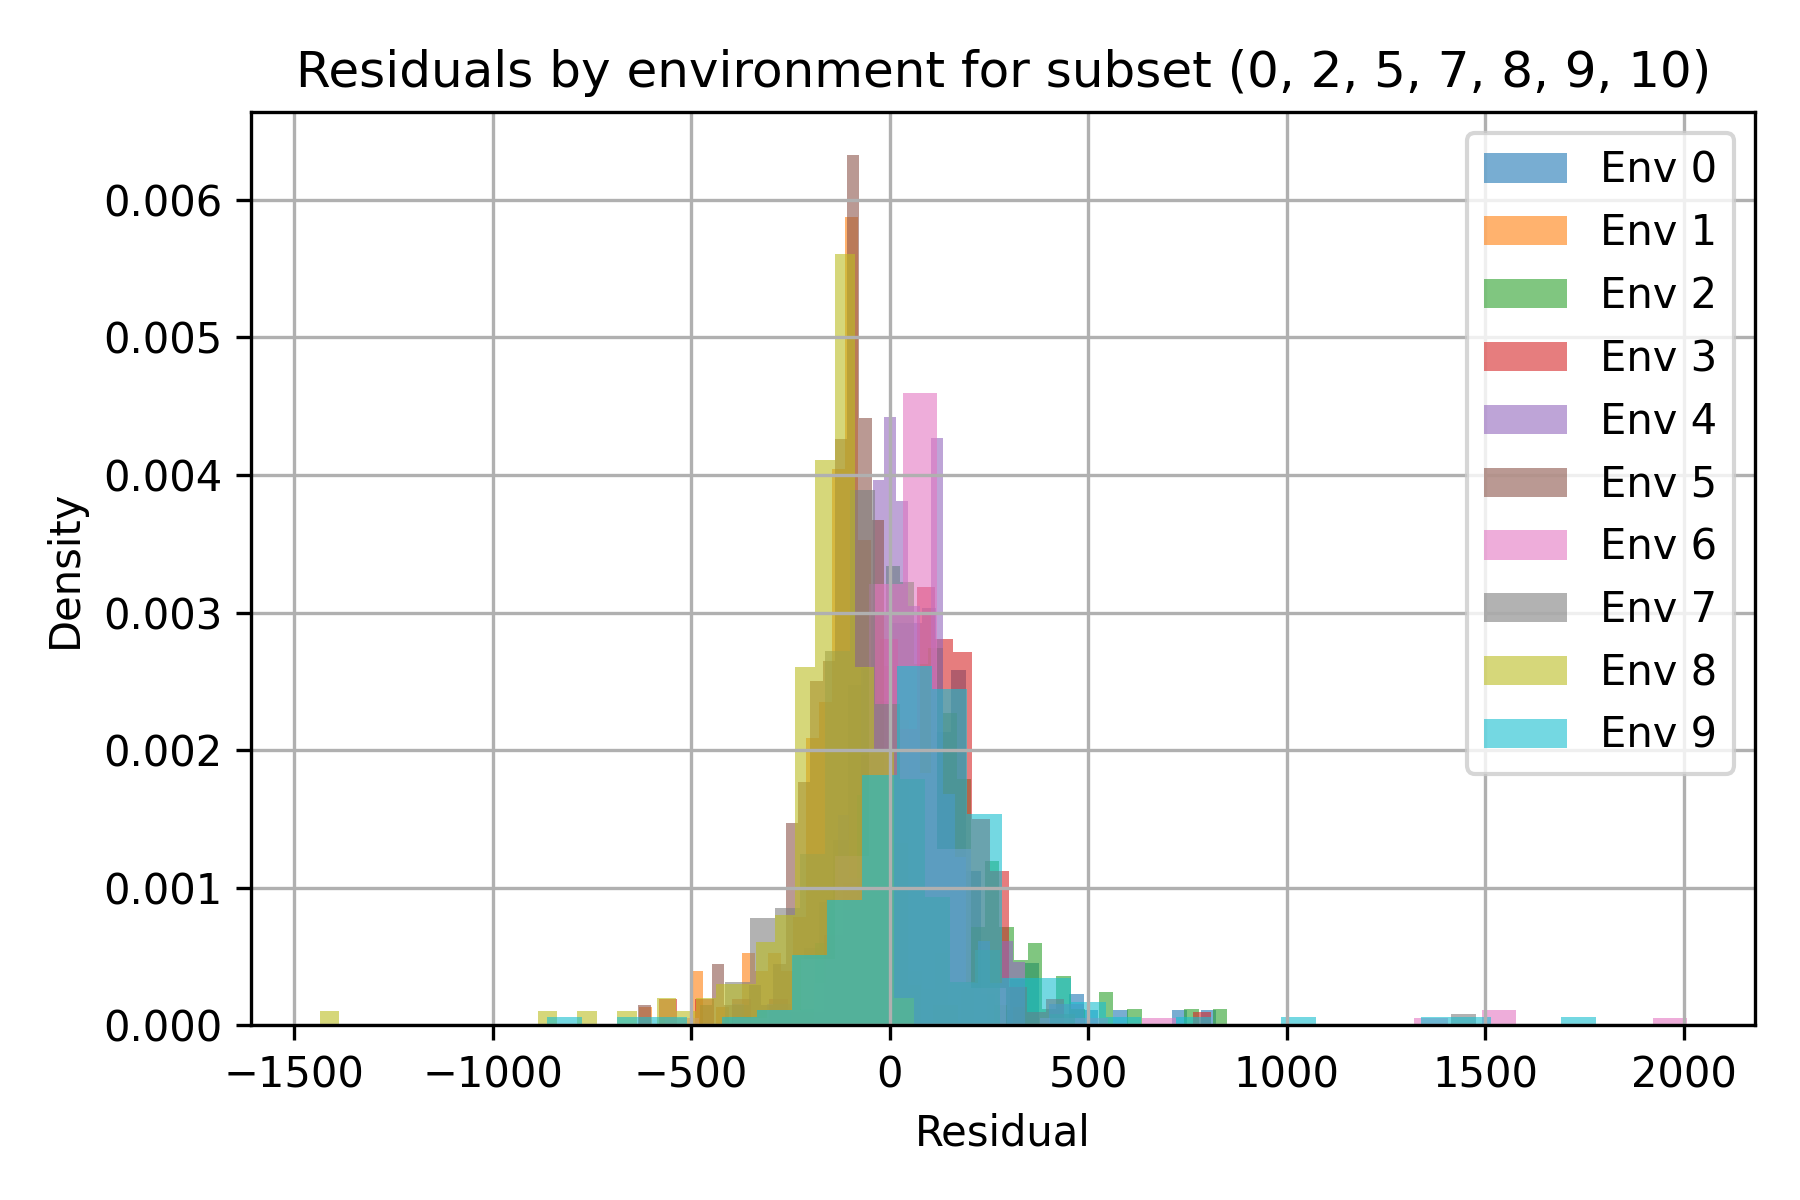 Residuals by environment for subset (0, 2, 5, 7, 8, 9, 10)
Density
0.006
0.005
0.004
0.003
0.002
0.001
0.000
−1500
−1000
−500
0
500
1000
1500
2000
Residual
Env 0
Env 1
Env 2
Env 3
Env 4
Env 5
Env 6
Env 7
Env 8
Env 9